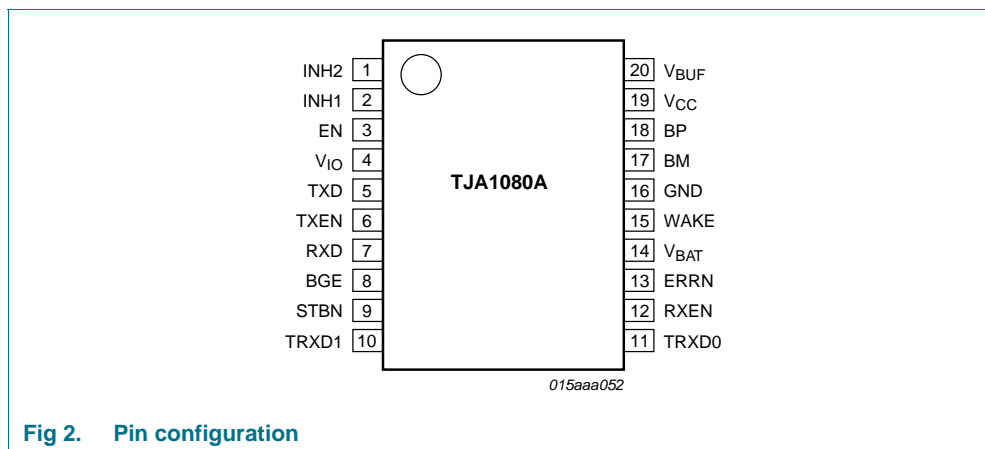 INH2 1 20 VBUF
INH1 2 19 VCC
EN 3 18 BP
VIO 4 17 BM
TJA1080A
TXD 5 16 GND
TXEN 6 15 WAKE
RXD 7 14 VBAT
BGE 8 13 ERRN
STBN 9 12 RXEN
TRXD1 10 11 TRXD0
015aaa052
Fig 2. Pin configuration